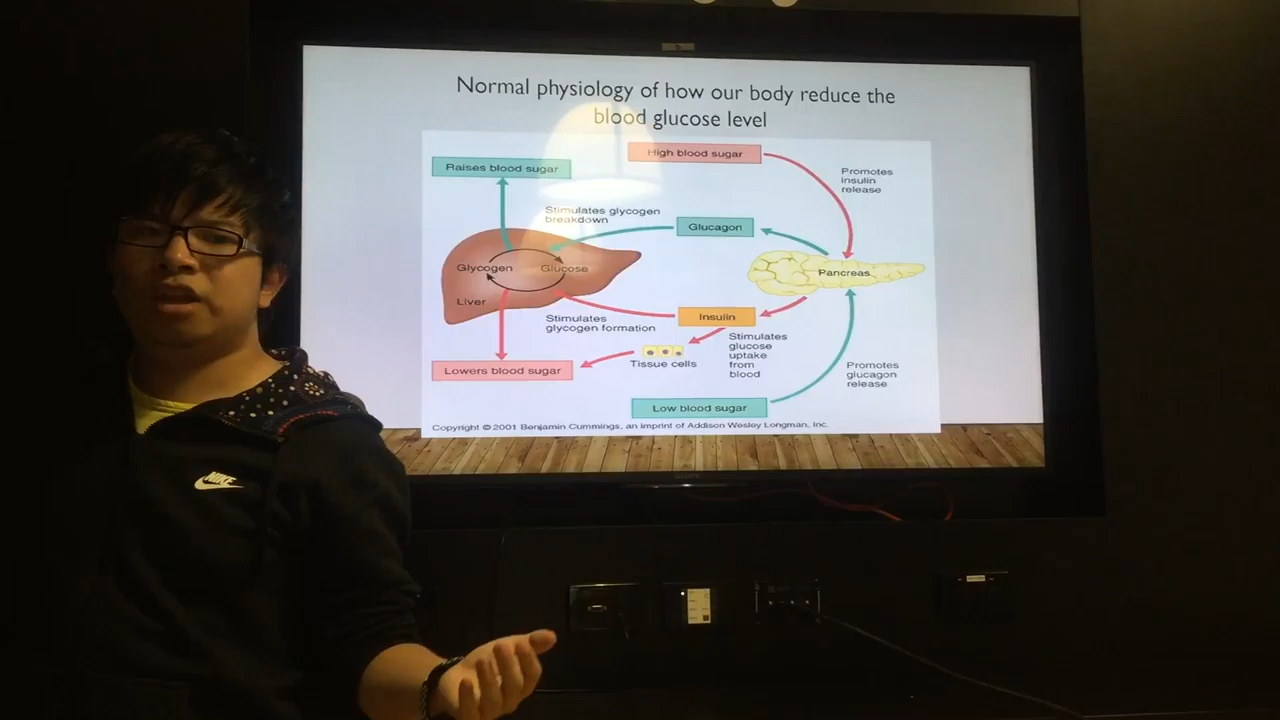 Normal physiology of how our body reduce the
blood glucose level
High blood sugar
Raises blood sugar
Promotes
insulin
release
Stimulates glycogen
breakdown
Glucagon
Glycogen
Glucose
Pancreas
Liver
Insulin
Stimulates
glycogen formation
Stimulates
glucose
uptake
from
blood
Tissue cells
Lowers blood sugar
Promotes
glucagon
release
Low blood sugar
Copyright © 2001 Benjamin Cummings, an imprint of Addison Wesley Longman, Inc.
NIKE